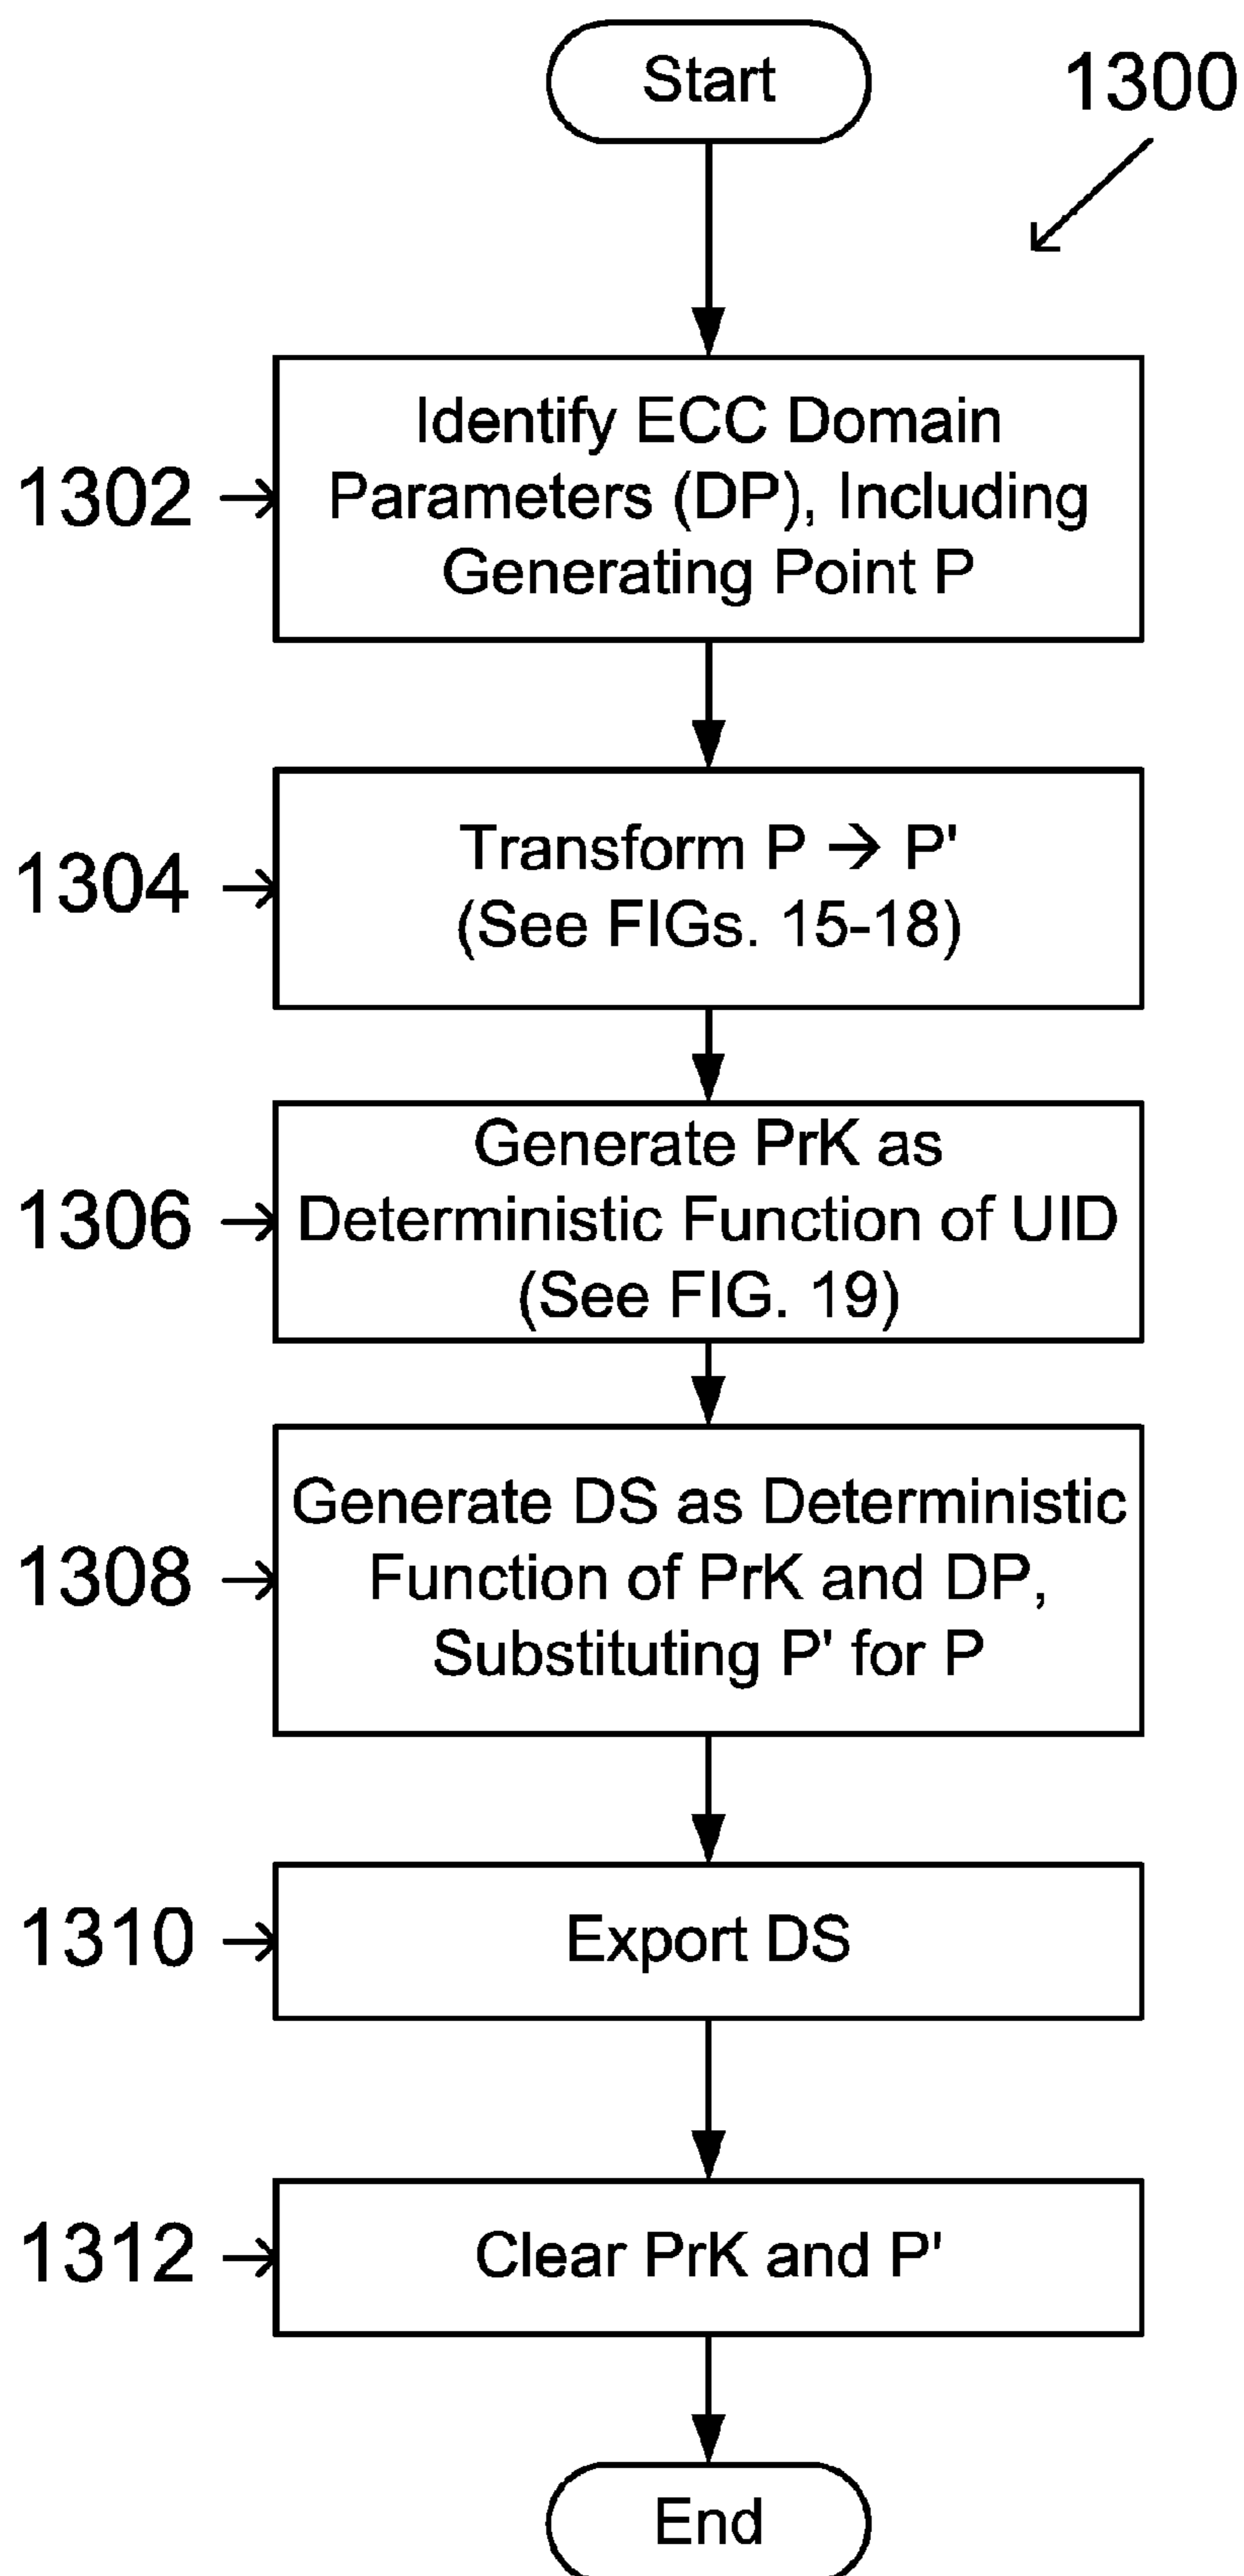 Start
1300
1302
Identify ECC Domain
Parameters (DP), Including
Generating Point P
1304
Transform P → P'
(See FIGs. 15-18)
1306
Generate PrK as
Deterministic Function of UID
(See FIG. 19)
1308
Generate DS as Deterministic
Function of PrK and DP,
Substituting P' for P
1310
Export DS
1312
Clear PrK and P'
End